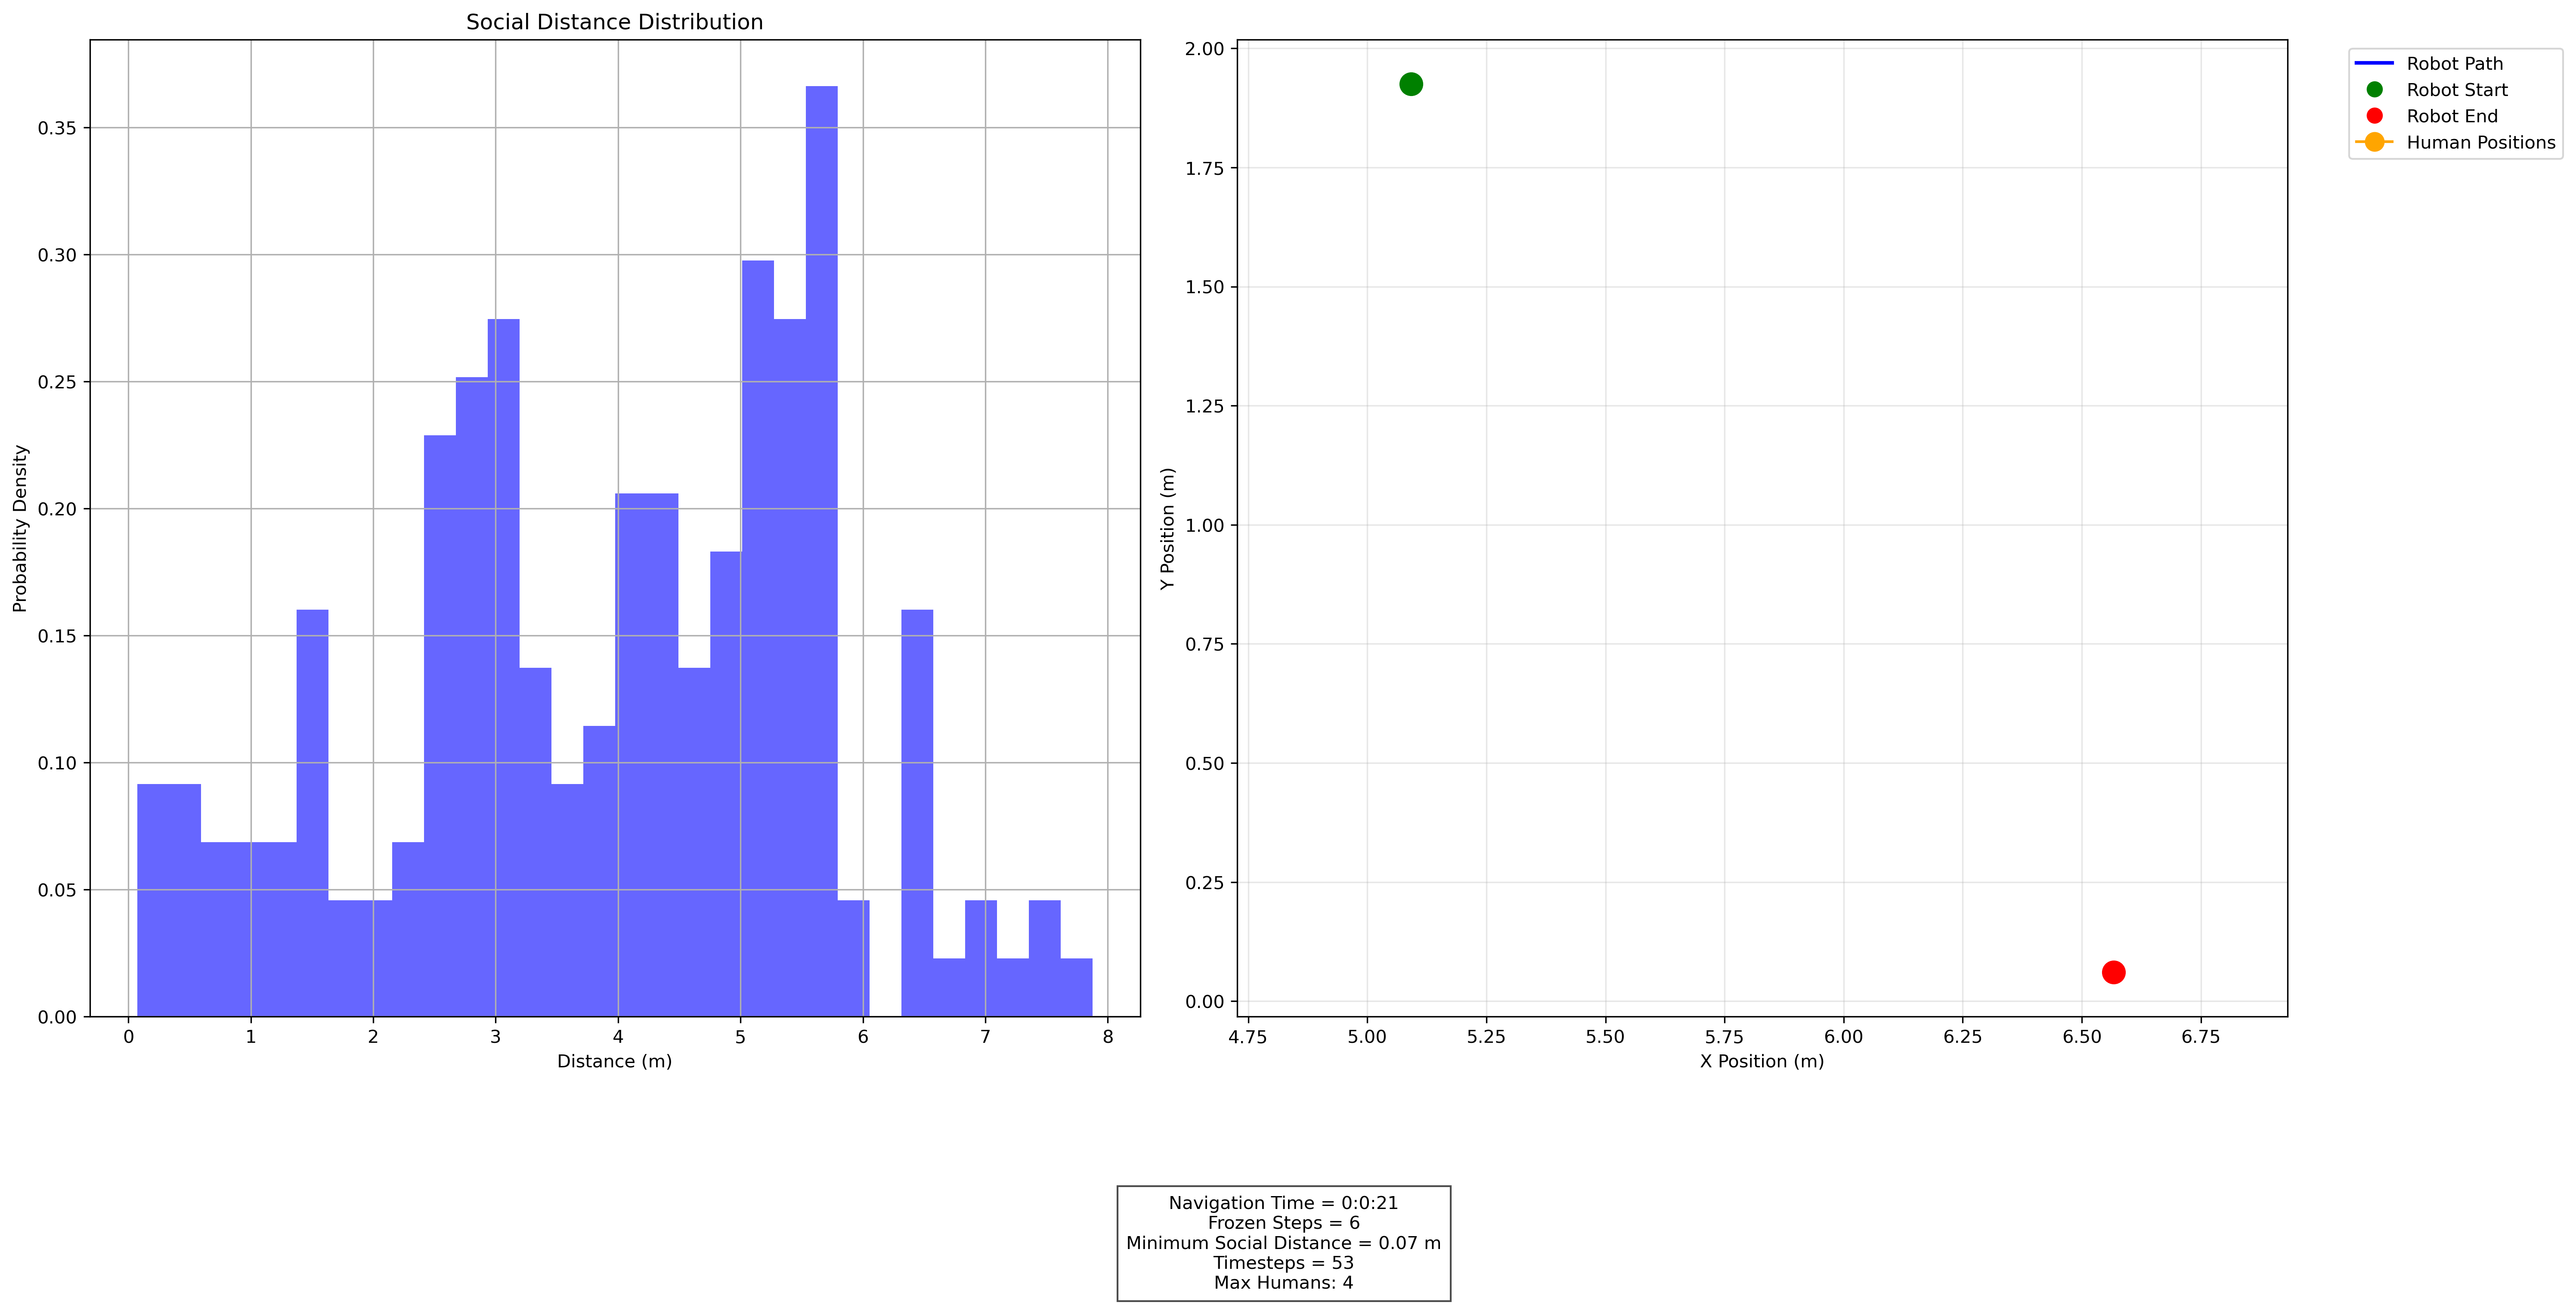 Social Distance Distribution
Probability Density
0.35
0.30
0.25
0.20
0.15
0.10
0.05
0.00
0 1 2 3 4 5 6 7 8
Distance (m)
Y Position (m)
2.00
1.75
1.50
1.25
1.00
0.75
0.50
0.25
0.00
4.75 5.00 5.25 5.50 5.75 6.00 6.25 6.50 6.75
X Position (m)
Robot Path
Robot Start
Robot End
Human Positions
Navigation Time = 0:0:21
Frozen Steps = 6
Minimum Social Distance = 0.07 m
Timesteps = 53
Max Humans: 4